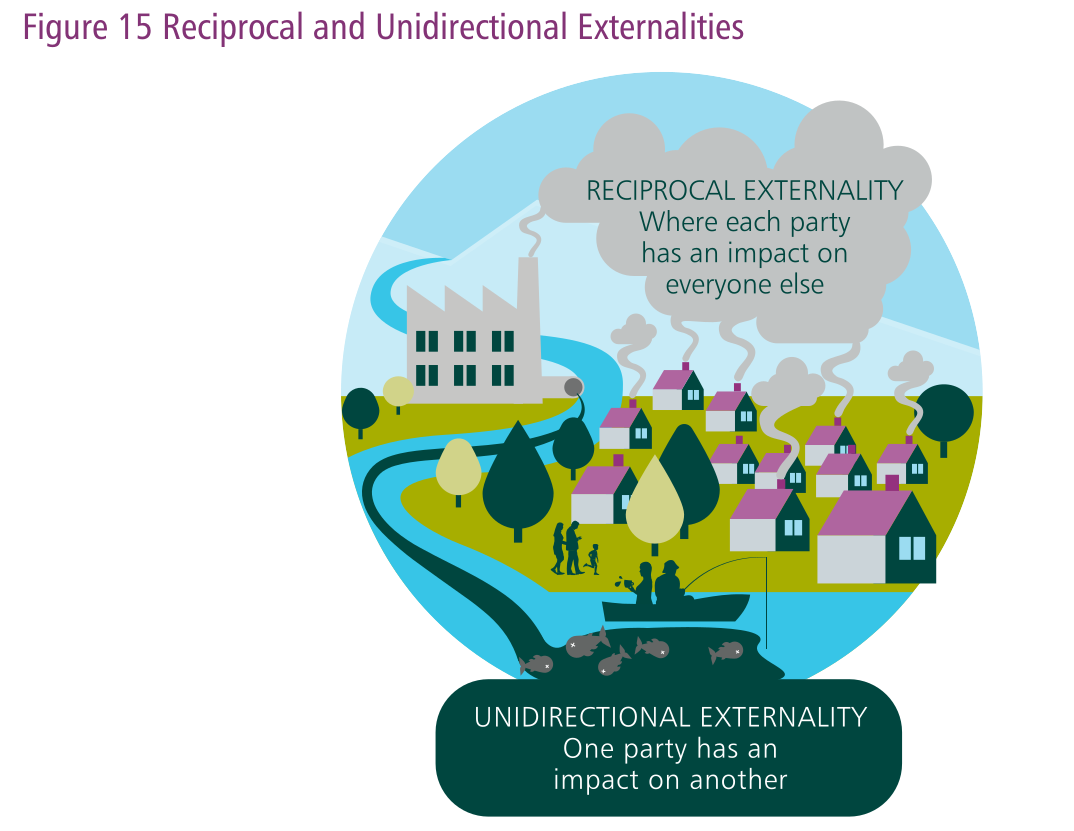 Figure 15 Reciprocal and Unidirectional Externalities
RECIPROCAL EXTERNALITY
Where each party
has an impact on
everyone else
UNIDIRECTIONAL EXTERNALITY
One party has an
impact on another